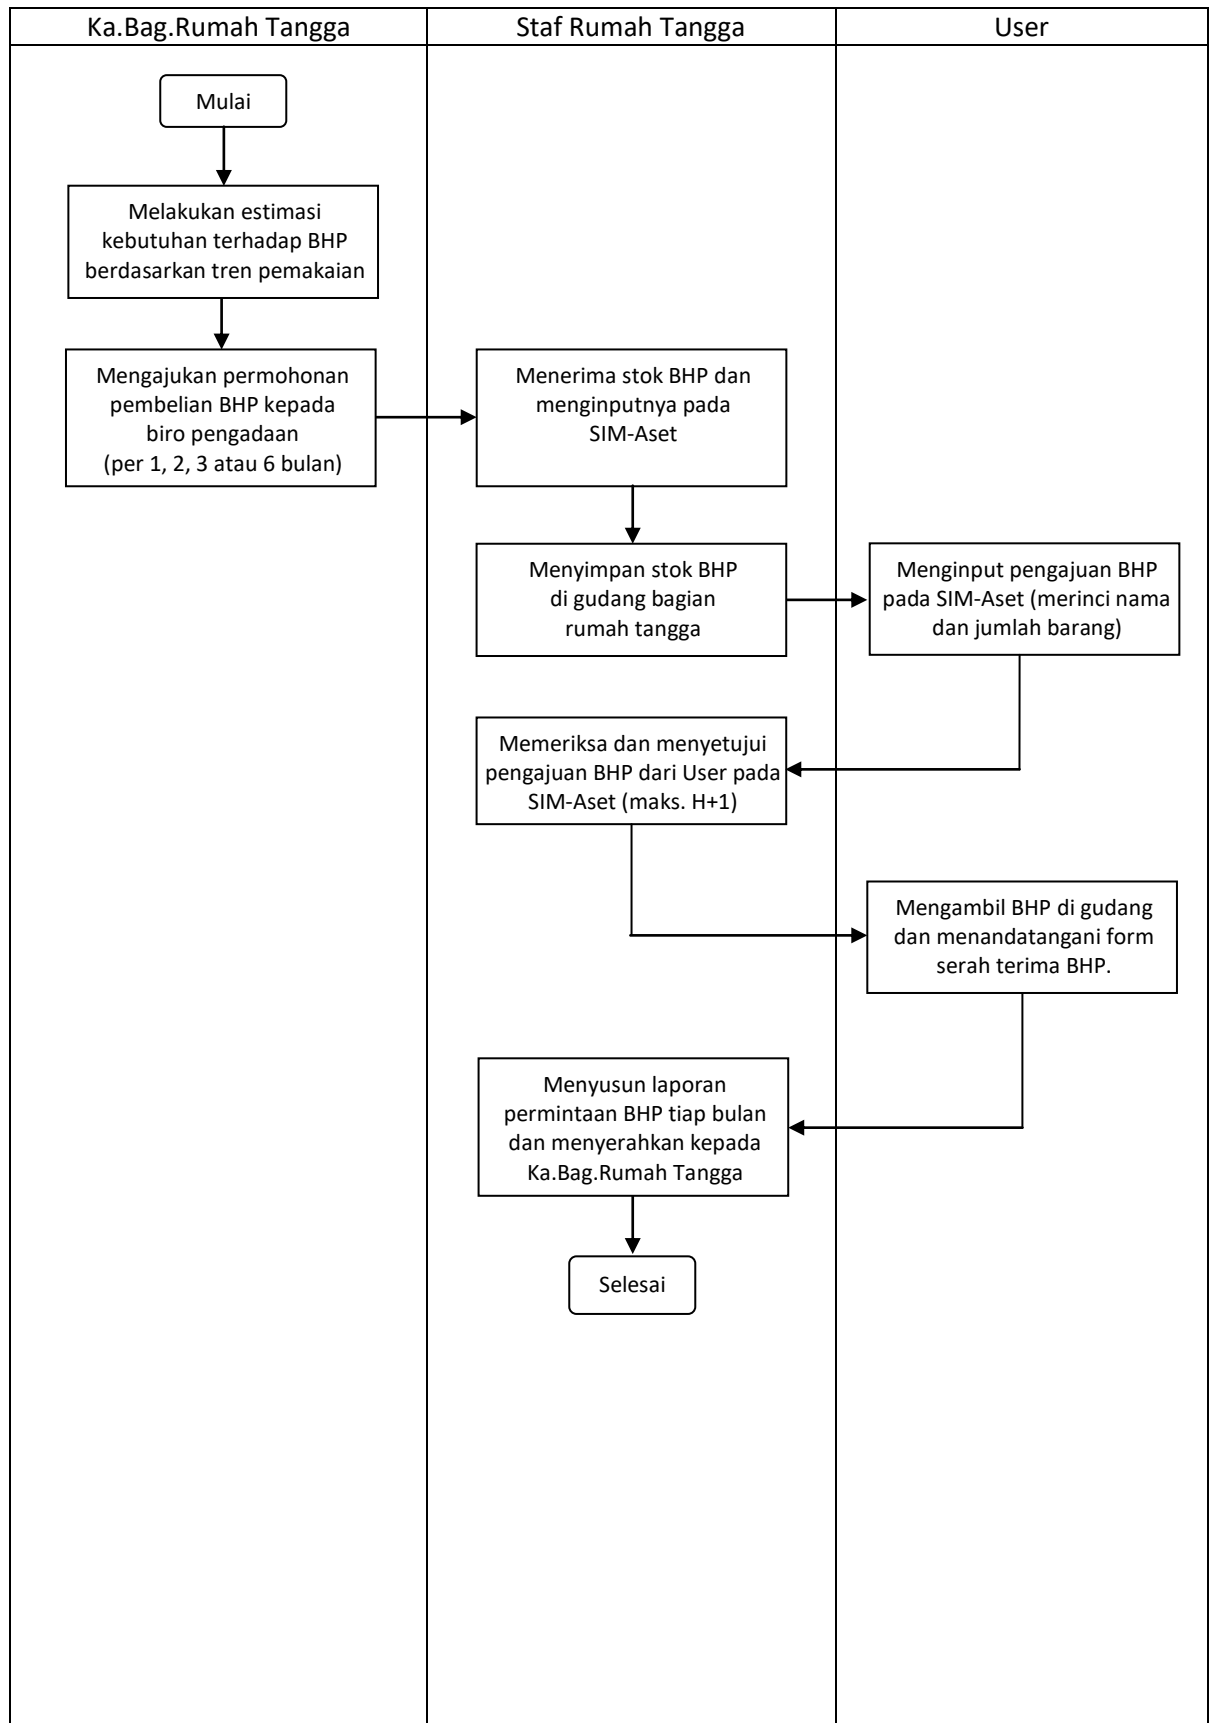 Ka.Bag.Rumah Tangga
Staf Rumah Tangga
User
Mulai
Melakukan estimasi
kebutuhan terhadap BHP
berdasarkan tren pemakaian
Mengajukan permohonan
pembelian BHP kepada
biro pengadaan
(per 1, 2, 3 atau 6 bulan)
Menerima stok BHP dan
menginputnya pada
SIM-Aset
Menyimpan stok BHP
di gudang bagian
rumah tangga
Menginput pengajuan BHP
pada SIM-Aset (merinci nama
dan jumlah barang)
Memeriksa dan menyetujui
pengajuan BHP dari User pada
SIM-Aset (maks. H+1)
Mengambil BHP di gudang
dan menandatangani form
serah terima BHP.
Menyusun laporan
permintaan BHP tiap bulan
dan menyerahkan kepada
Ka.Bag.Rumah Tangga
Selesai